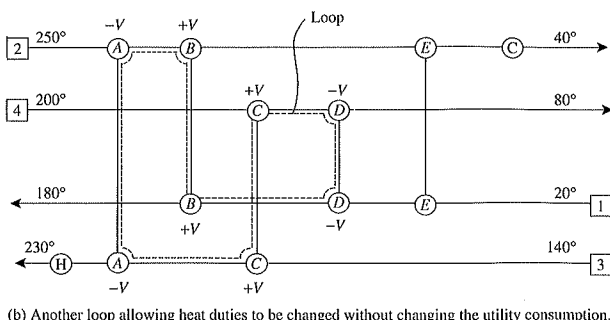 Loop
-V +V
2 250° A B E C 40°
+V -V
4 200° C D 80°
180° B D E 20° 1
+V -V
230° H A C 140° 3
-V +V
(b) Another loop allowing heat duties to be changed without changing the utility consumption.